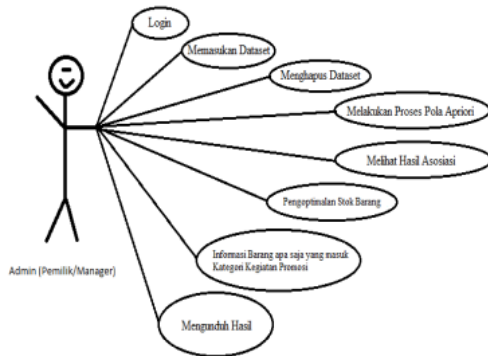 Login
Memasukan Dataset
Menghapus Dataset
Melakukan Proses Pola Apriori
Melihat Hasil Asosiasi
Pengoptimalan Stok Barang
Informasi Barang apa saja yang masuk
Kategori Kegiatan Promosi
Mengunduh Hasil
Admin (Pemilik/Manager)